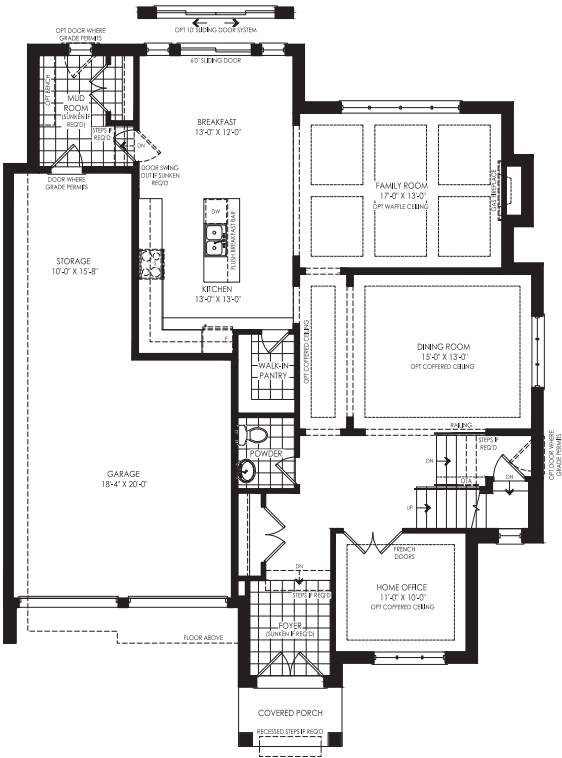 OPT 10' SLIDING DOOR SYSTEM
OPT DOOR WHERE
GRADE PERMITS
6'0" SLIDING DOOR
OPT BENCH
MUD
ROOM
(SUNKEN IF
REQ'D)
STEPS IF
REQ'D
DN
BREAKFAST
13'-0" X 12'-0"
DOOR SWING
OUT IF SUNKEN
REQ'D
DOOR WHERE
GRADE PERMITS
FAMILY ROOM
17'-0" X 13'-0"
OPT WAFFLE CEILING
GAS FIREPLACE
DW
FLUSH BREAKFAST BAR
STORAGE
10'-0" X 15'-8"
KITCHEN
13'-0" X 13'-0"
OPT COFFERED CEILING
DINING ROOM
15'-0" X 13'-0"
OPT COFFERED CEILING
WALK-IN
PANTRY
RAILING
STEPS IF
REQ'D
OPT DOOR WHERE
GRADE PERMITS
POWDER
DN
DN
OTA
GARAGE
18'-4" X 20'-0"
UP
FRENCH
DOORS
DN
STEPS IF REQ'D
HOME OFFICE
11'-0" X 10'-0"
OPT COFFERED CEILING
FOYER
(SUNKEN IF REQ'D)
FLOOR ABOVE
COVERED PORCH
RECESSED STEPS IF REQ'D